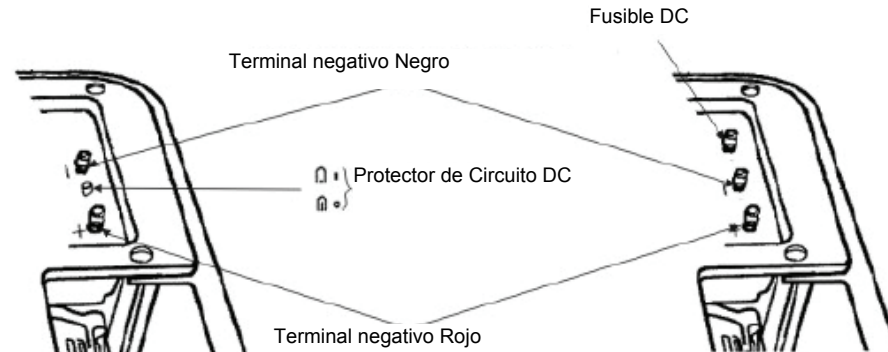 Fusible DC
Terminal negativo Negro
Protector de Circuito DC
Terminal negativo Rojo